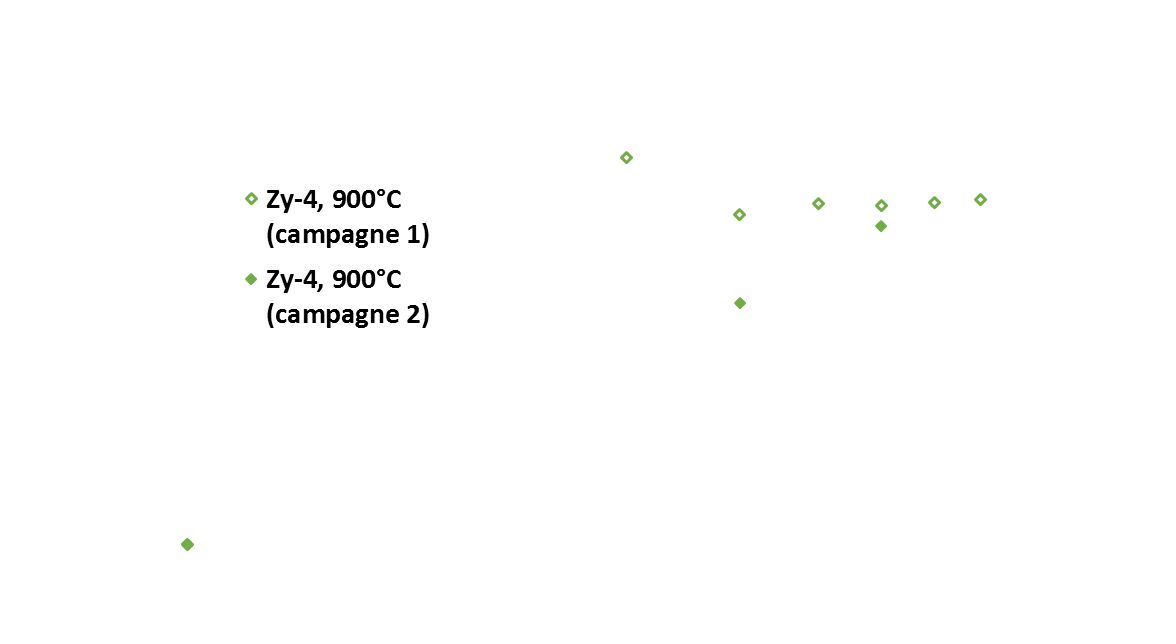 Zy-4, 900°C
(campagne 1)
Zy-4, 900°C
(campagne 2)